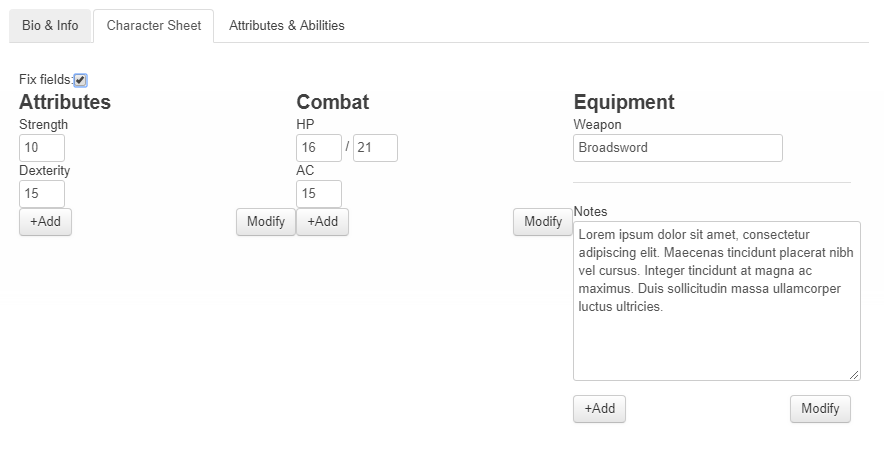 Bio & Info
Character Sheet
Attributes & Abilities
Fix fields:
Attributes
Strength
10
Dexterity
15
+Add
Modify
Combat
HP
16 / 21
AC
15
+Add
Modify
Equipment
Weapon
Broadsword
Notes
Lorem ipsum dolor sit amet, consectetur
adipiscing elit. Maecenas tincidunt placerat nibh
vel cursus. Integer tincidunt at magna ac
maximus. Duis sollicitudin massa ullamcorper
luctus ultricies.
+Add
Modify